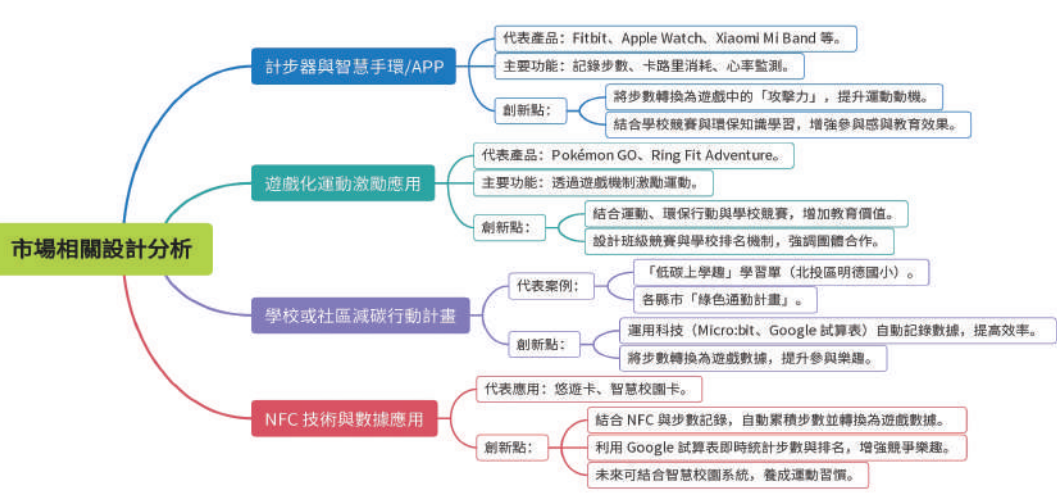 市場相關設計分析
計步器與智慧手環/APP
代表產品：Fitbit、Apple Watch、Xiaomi Mi Band 等。
主要功能：記錄步數、卡路里消耗、心率監測。
創新點：
將步數轉換為遊戲中的「攻擊力」，提升運動動機。
結合學校競賽與環保知識學習，增強參與感與教育效果。
遊戲化運動激勵應用
代表產品：Pokémon GO、Ring Fit Adventure。
主要功能：透過遊戲機制激勵運動。
創新點：
結合運動、環保行動與學校競賽，增加教育價值。
設計班級競賽與學校排名機制，強調團體合作。
學校或社區減碳行動計畫
代表案例：
「低碳上學趣」學習單（北投區明德國小）。
各縣市「綠色通勤計畫」。
創新點：
運用科技（Micro:bit、Google 試算表）自動記錄數據，提高效率。
將步數轉換為遊戲數據，提升參與樂趣。
NFC 技術與數據應用
代表應用：悠遊卡、智慧校園卡。
創新點：
結合 NFC 與步數記錄，自動累積步數並轉換為遊戲數據。
利用 Google 試算表即時統計步數與排名，增強競爭樂趣。
未來可結合智慧校園系統，養成運動習慣。